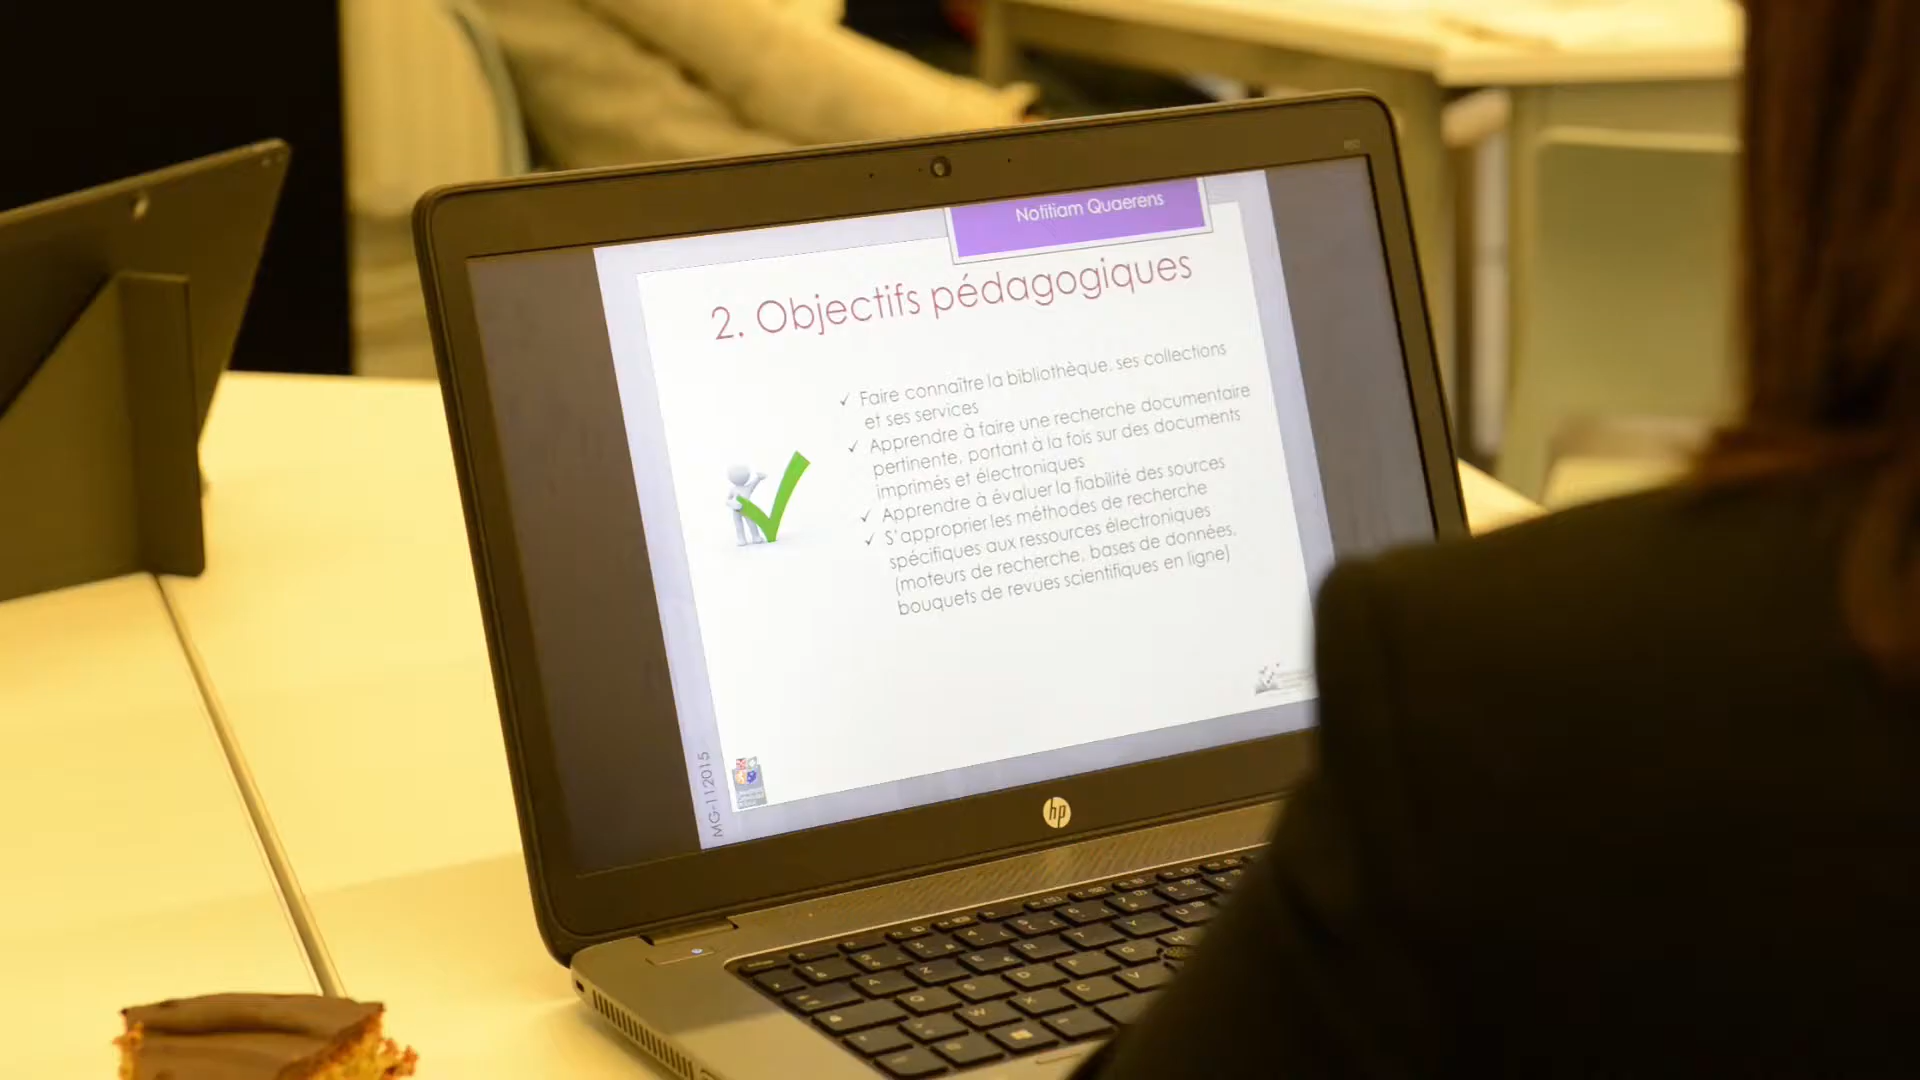 Notitiam Quaerens
2. Objectifs pédagogiques
✓ Faire connaître la bibliothèque, ses collections
et ses services
✓ Apprendre à faire une recherche documentaire
pertinente, portant à la fois sur des documents
imprimés et électroniques
✓ Apprendre à évaluer la fiabilité des sources
✓ S'approprier les méthodes de recherche
spécifiques aux ressources électroniques
(moteurs de recherche, bases de données,
bouquets de revues scientifiques en ligne)
MG-112015
hp